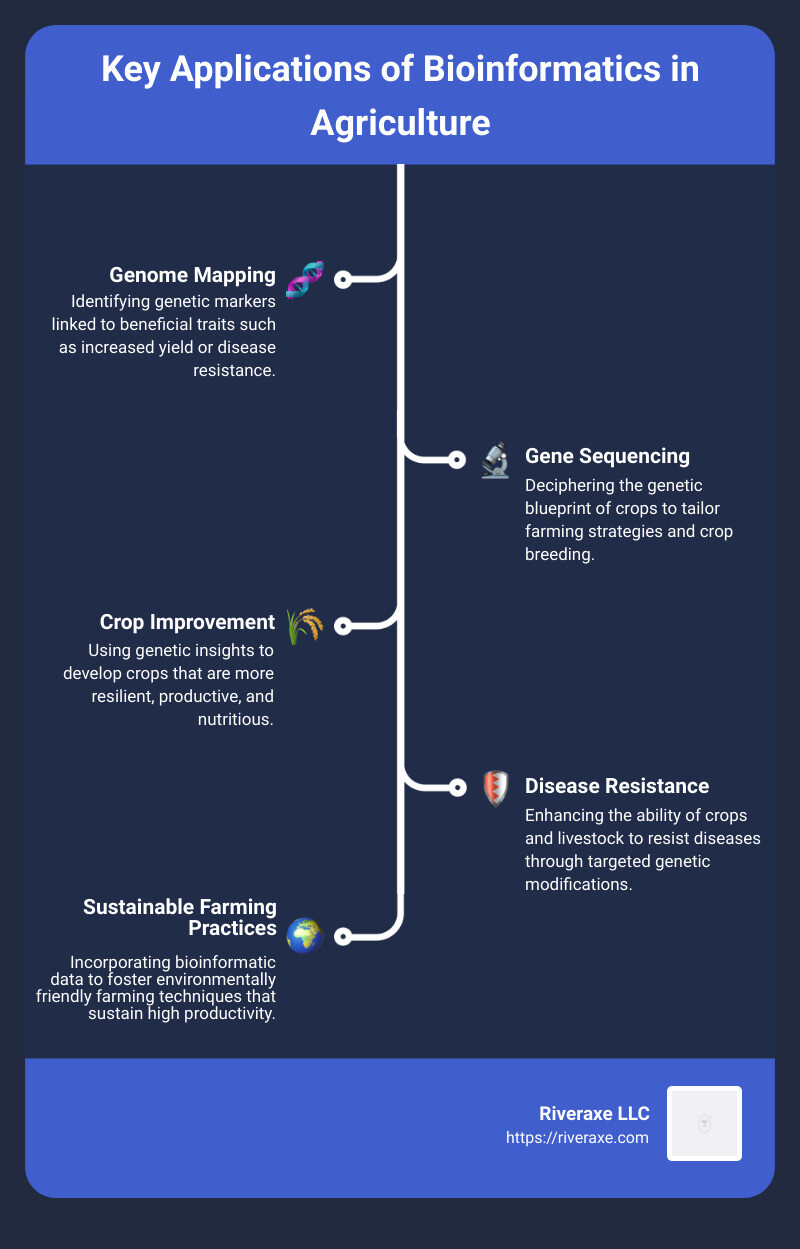 Key Applications of Bioinformatics in
Agriculture
Genome Mapping
Identifying genetic markers
linked to beneficial traits such
as increased yield or disease
resistance.
Gene Sequencing
Deciphering the genetic
blueprint of crops to tailor
farming strategies and crop
breeding.
Crop Improvement
Using genetic insights to
develop crops that are more
resilient, productive, and
nutritious.
Disease Resistance
Enhancing the ability of crops
and livestock to resist diseases
through targeted genetic
modifications.
Sustainable Farming
Practices
Incorporating bioinformatic
data to foster environmentally
friendly farming techniques that
sustain high productivity.
Riveraxe LLC
https://riveraxe.com